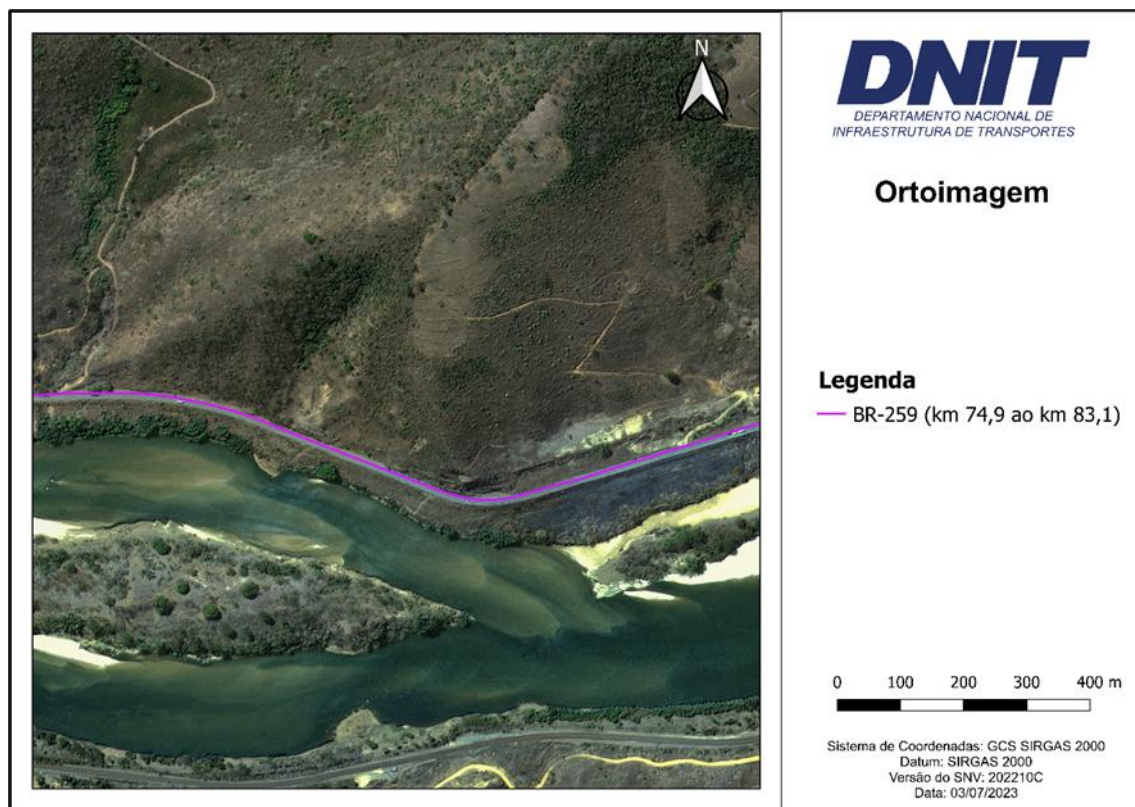 N
DNIT
DEPARTAMENTO NACIONAL DE
INFRAESTRUTURA DE TRANSPORTES
Ortoimagem
Legenda
BR-259 (km 74,9 ao km 83,1)
0 100 200 300 400 m
Sistema de Coordenadas: GCS SIRGAS 2000
Datum: SIRGAS 2000
Versão do SNV: 202210C
Data: 03/07/2023